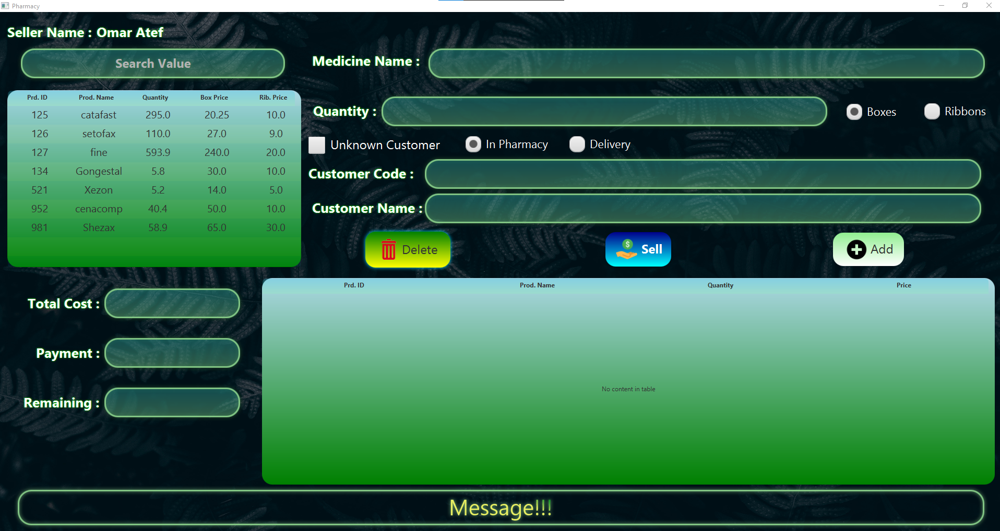 Pharmacy
Seller Name : Omar Atef
Search Value
Medicine Name :
Prd. ID Prod. Name Quantity Box Price Rib. Price
125 catafast 295.0 20.25 10.0
126 setofax 110.0 27.0 9.0
127 fine 593.9 240.0 20.0
134 Gongestal 5.8 30.0 10.0
521 Xezon 5.2 14.0 5.0
952 cenacomp 40.4 50.0 10.0
981 Shezax 58.9 65.0 30.0
Quantity : Boxes Ribbons
Unknown Customer In Pharmacy Delivery
Customer Code :
Customer Name :
Delete Sell Add
Total Cost :
Payment :
Remaining :
Prd. ID Prod. Name Quantity Price
No content in table
Message!!!